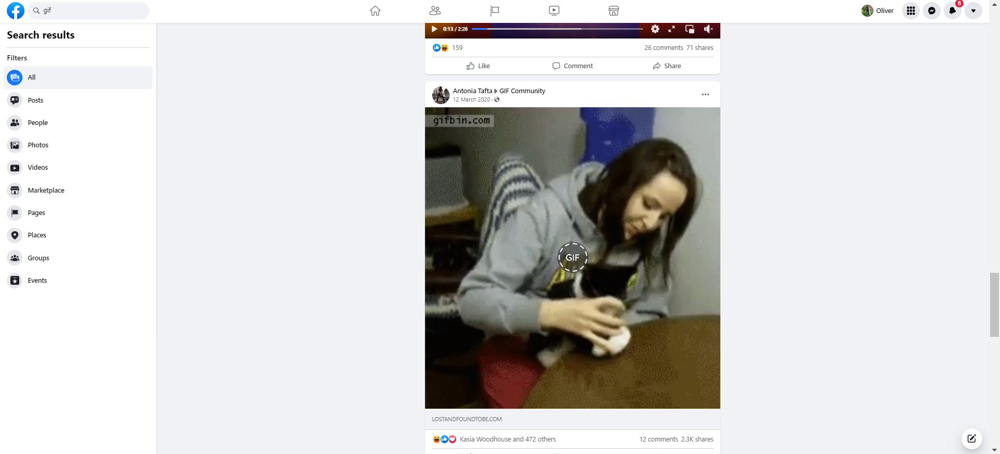 gif
Oliver
8
Search results
Filters
All
Posts
People
Photos
Videos
Marketplace
Pages
Places
Groups
Events
0:13 / 2:26
159
26 comments 71 shares
Like Comment Share
Antonia Tafta GIF Community
12 March 2020 ·
gifbin.com
GIF
LOSTANDFOUNDTOBE.COM
Kasia Woodhouse and 472 others
12 comments 2.3K shares